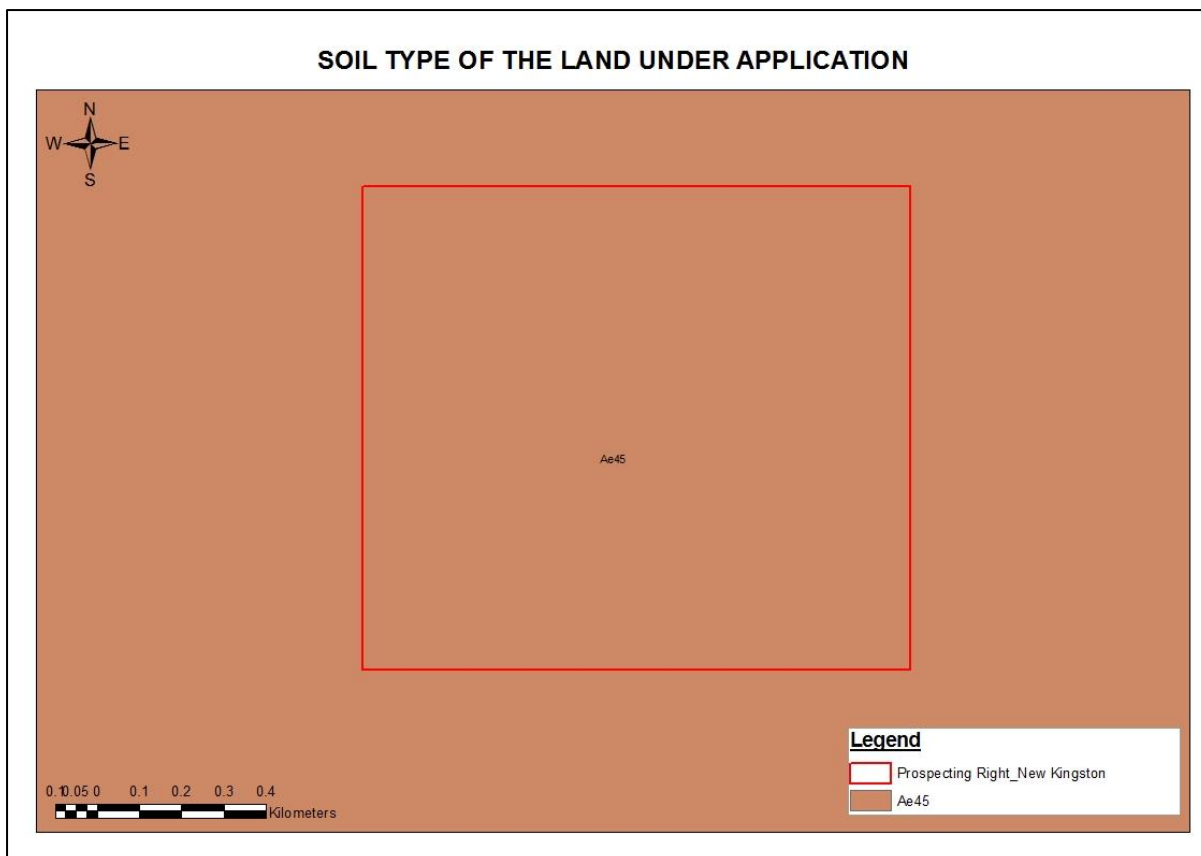 SOIL TYPE OF THE LAND UNDER APPLICATION
N
W E
S
Ae45
Legend
Prospecting Right_New Kingston
Ae45
0.1 0.05 0 0.1 0.2 0.3 0.4
Kilometers